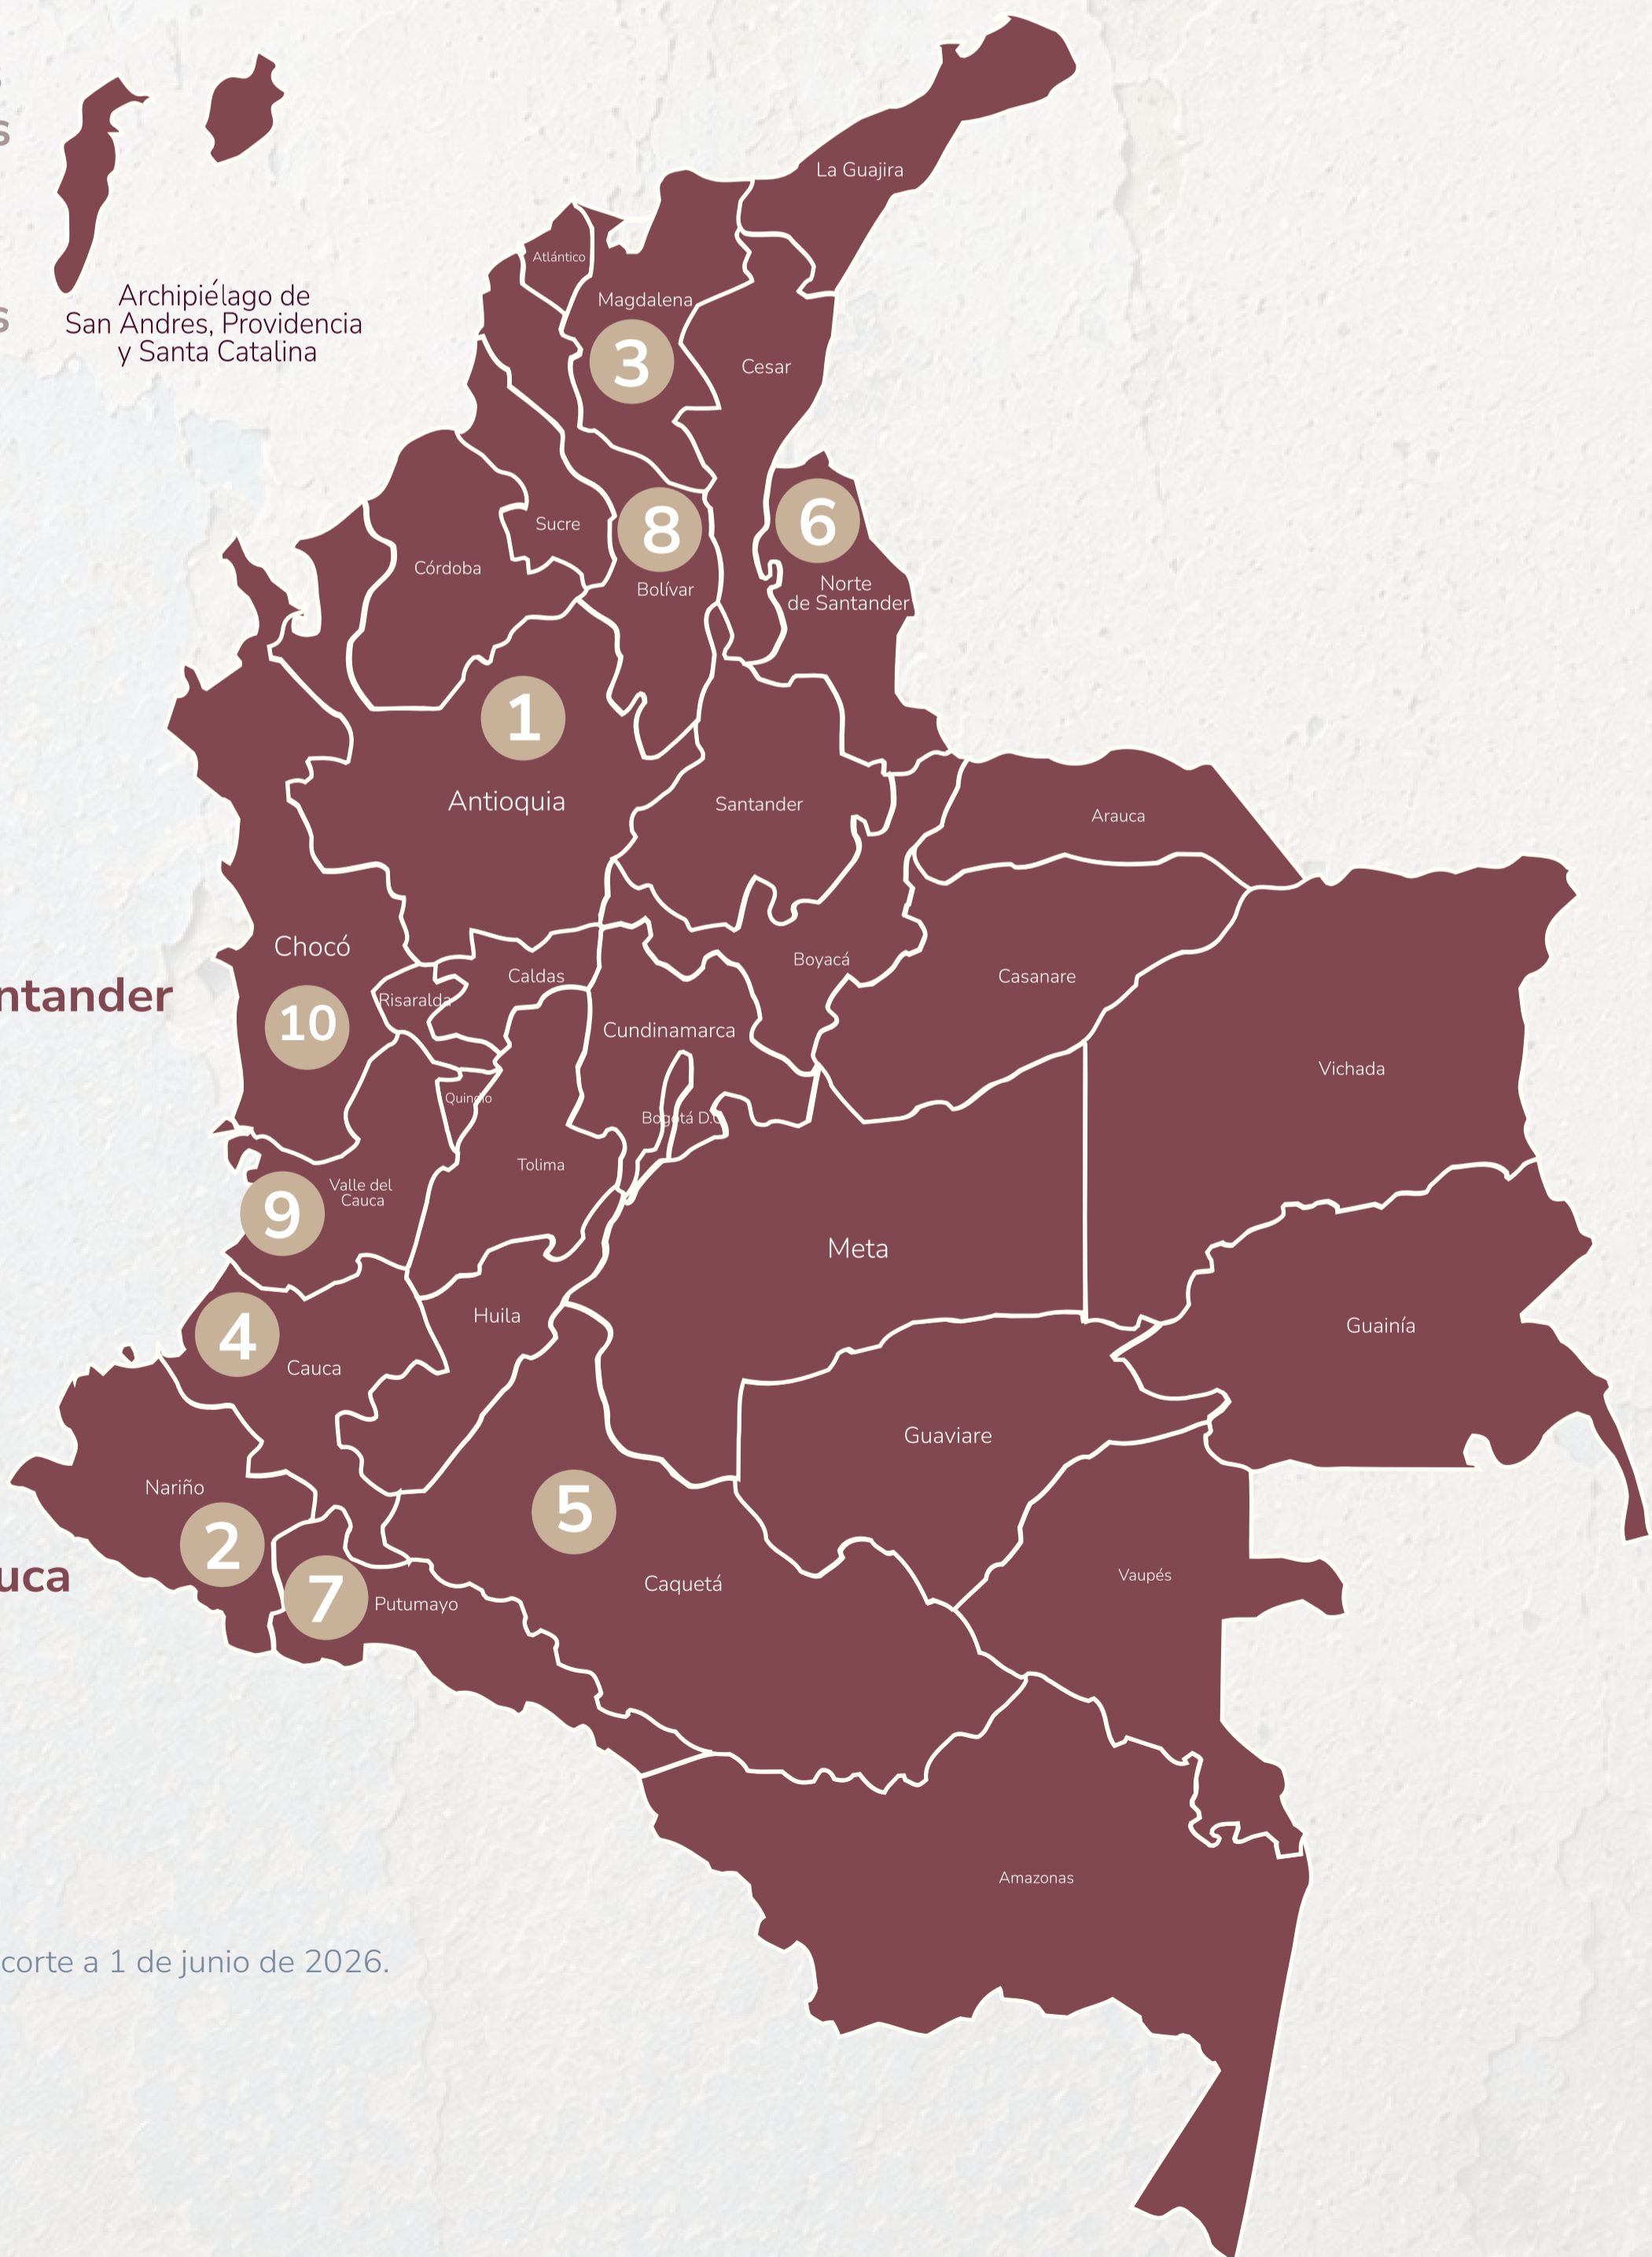 s
s
La Guajira
Atlántico
Archipiélago de
San Andres, Providencia
y Santa Catalina
Magdalena
3
Cesar
8
6
Sucre
Córdoba
Bolívar
Norte
de Santander
1
Antioquia
Santander
Arauca
Chocó
Boyacá
Caldas
Casanare
ntander
Risaralda
10
Cundinamarca
Vichada
Quindío
Bogotá D.C
Tolima
Valle del
Cauca
9
Meta
Huila
Guainía
4
Cauca
Guaviare
Nariño
5
2
uca
Caquetá
Vaupés
7
Putumayo
Amazonas
corte a 1 de junio de 2026.